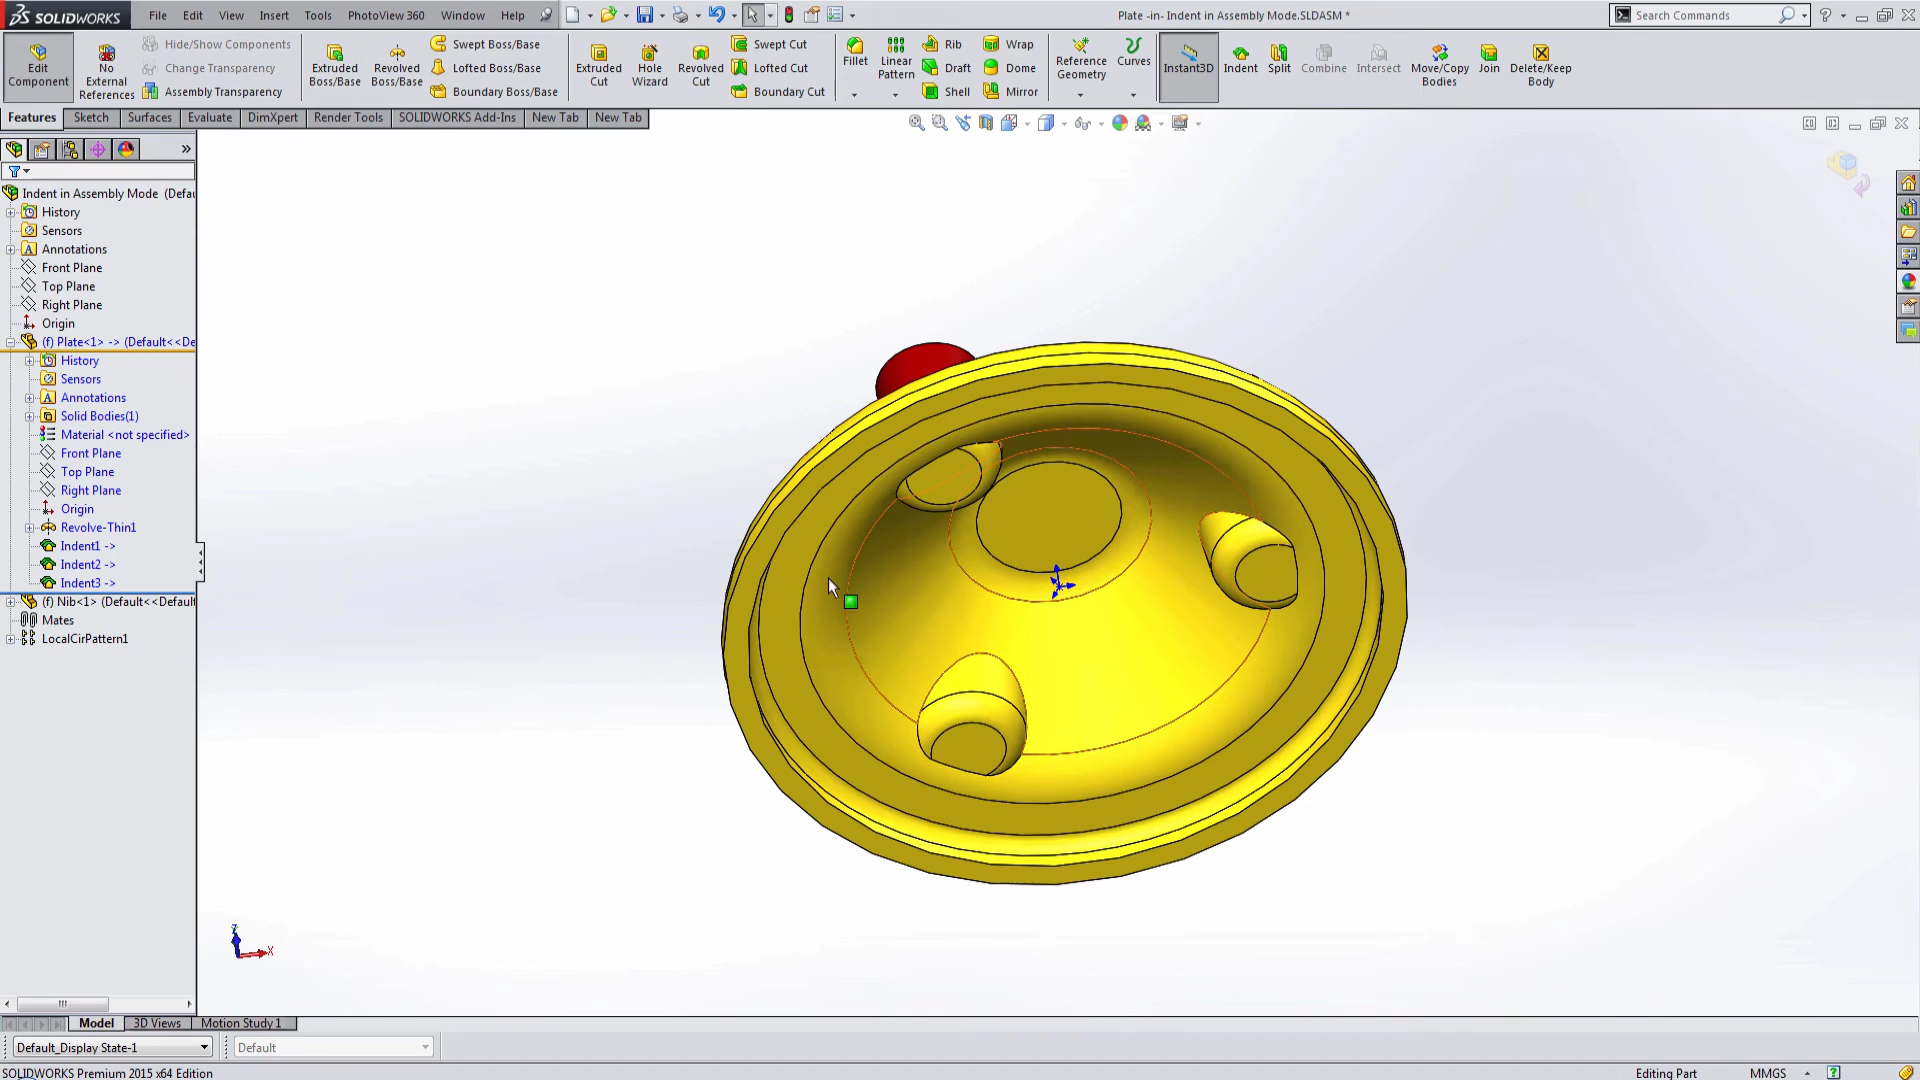 SOLIDWORKS File Edit View Insert Tools PhotoView 360 Window Help Plate -in- Indent in Assembly Mode.SLDASM * Search Commands
Edit Component
No External References
Hide/Show Components
Change Transparency
Assembly Transparency
Extruded Boss/Base
Revolved Boss/Base
Swept Boss/Base
Lofted Boss/Base
Boundary Boss/Base
Extruded Cut
Hole Wizard
Revolved Cut
Swept Cut
Lofted Cut
Boundary Cut
Fillet
Linear Pattern
Rib
Draft
Shell
Wrap
Dome
Mirror
Reference Geometry
Curves
Instant3D
Indent
Split
Combine
Intersect
Move/Copy Bodies
Join
Delete/Keep Body
Features Sketch Surfaces Evaluate DimXpert Render Tools SOLIDWORKS Add-Ins New Tab New Tab
Indent in Assembly Mode (Defau
History
Sensors
Annotations
Front Plane
Top Plane
Right Plane
Origin
(f) Plate<1> -> (Default<<De
History
Sensors
Annotations
Solid Bodies(1)
Material <not specified>
Front Plane
Top Plane
Right Plane
Origin
Revolve-Thin1
Indent1 ->
Indent2 ->
Indent3 ->
(f) Nib<1> (Default<<Default
Mates
LocalCirPattern1
Z
X
Model 3D Views Motion Study 1
Default_Display State-1 Default
SOLIDWORKS Premium 2015 x64 Edition Editing Part MMGS